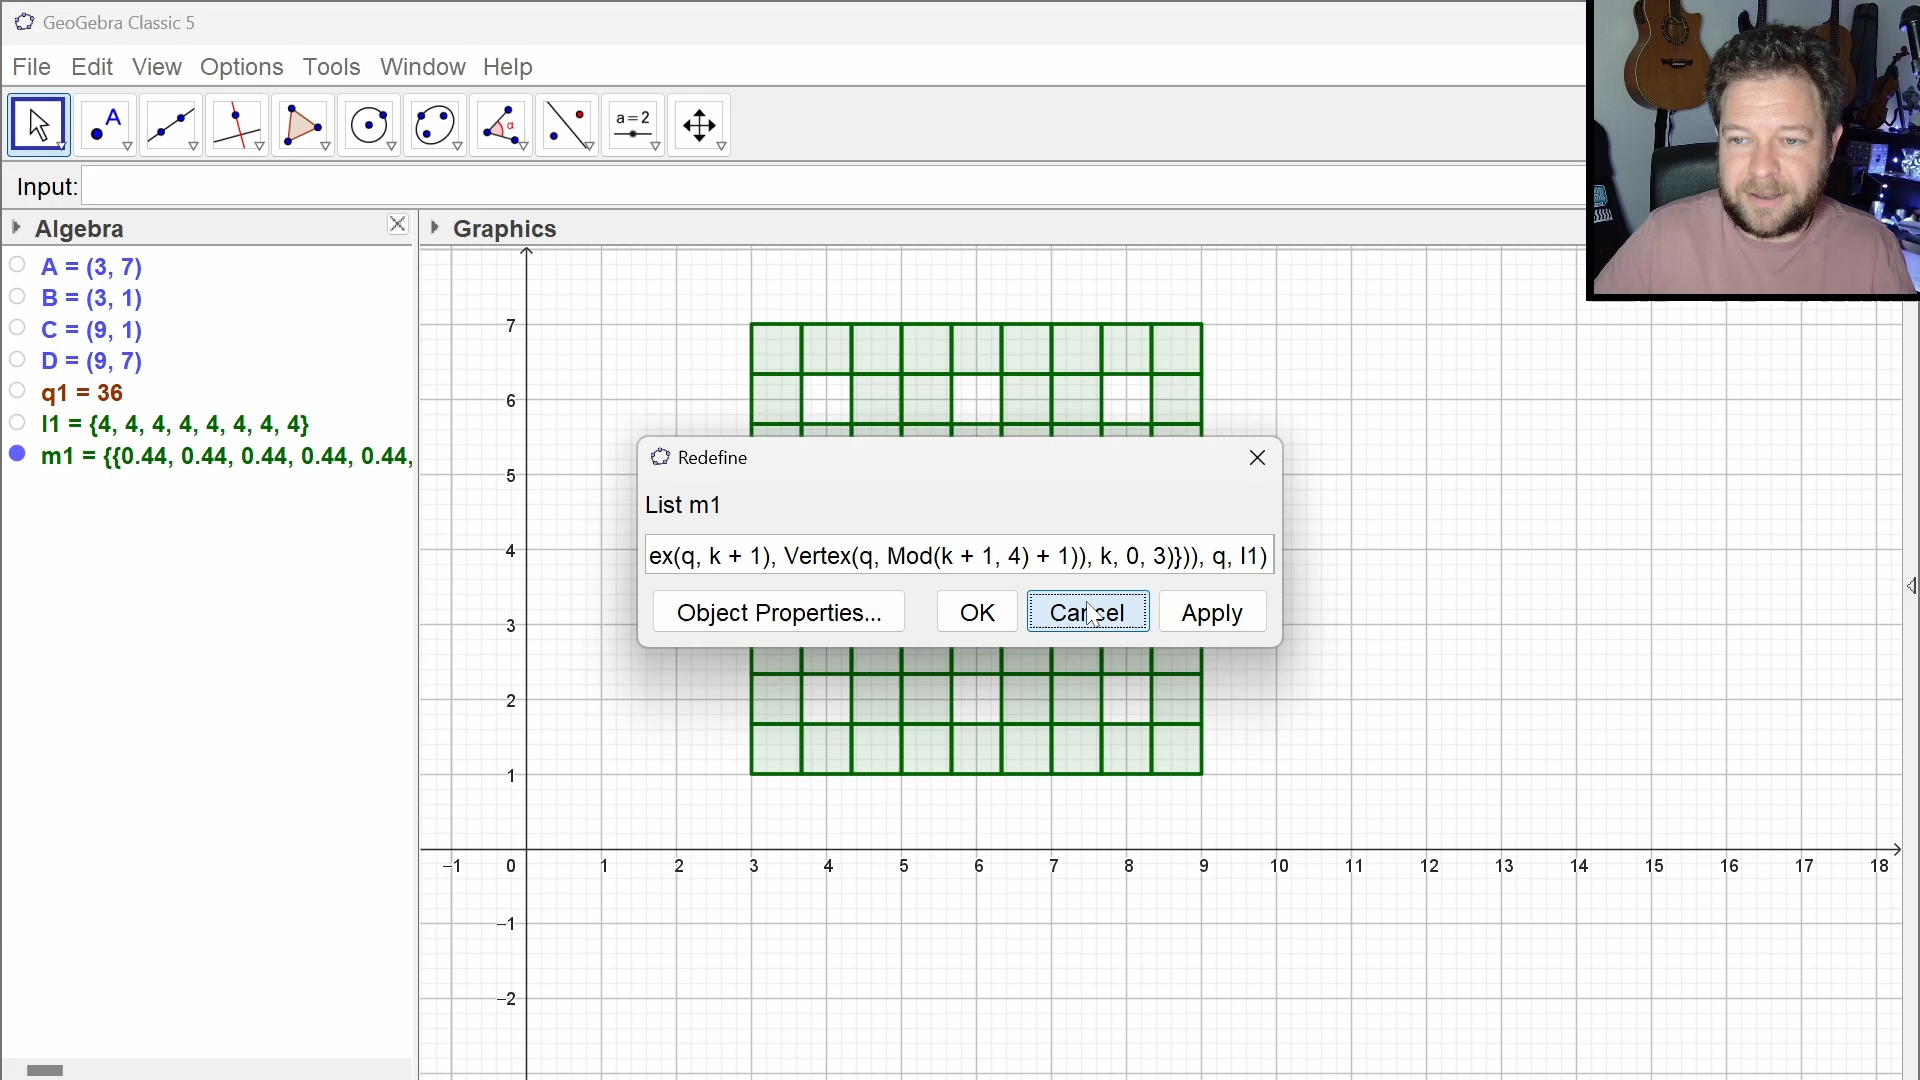 GeoGebra Classic 5
File Edit View Options Tools Window Help
A
α
a = 2
Input:
Algebra
Graphics
A = (3, 7)
B = (3, 1)
C = (9, 1)
D = (9, 7)
q1 = 36
l1 = {4, 4, 4, 4, 4, 4, 4, 4}
m1 = {{0.44, 0.44, 0.44, 0.44, 0.44,
7
6
5
4
3
2
1
Redefine
List m1
ex(q, k + 1), Vertex(q, Mod(k + 1, 4) + 1)), k, 0, 3)})), q, l1)
Object Properties... OK Cancel Apply
−1 0 1 2 3 4 5 6 7 8 9 10 11 12 13 14 15 16 17 18
−1
−2